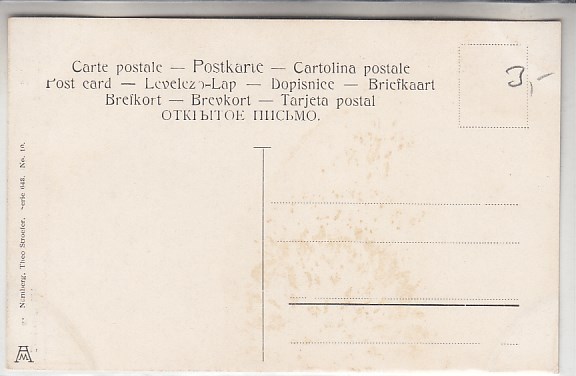 Carte postale — Postkarte — Cartolina postale
Post card — Levelező-Lap — Dopisnice — Briefkaart
Brefkort — Brevkort — Tarjeta postal
ОТКРЫТОЕ ПИСЬМО.
3,-
Nürnberg. Theo Stroefer. Serie 648. No. 10.